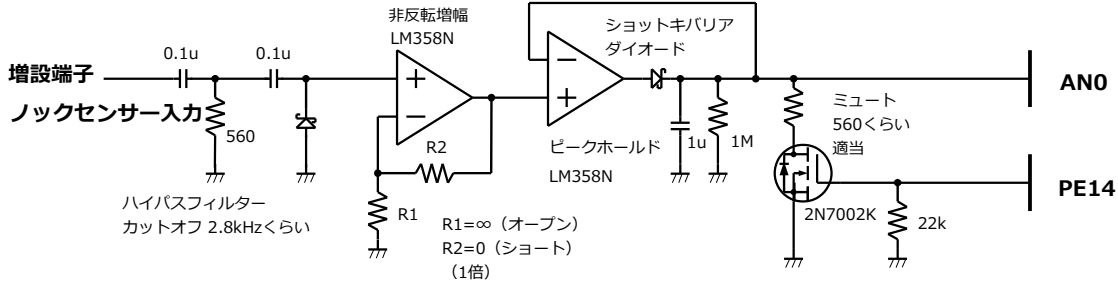 増設端子
ノックセンサー入力
0.1u
0.1u
560
ハイパスフィルター
カットオフ 2.8kHzくらい
非反転増幅
LM358N
R2
R1
R1=∞（オープン）
R2=0（ショート）
（1倍）
ショットキバリア
ダイオード
ピークホールド
LM358N
1u
1M
ミュート
560くらい
適当
2N7002K
22k
AN0
PE14